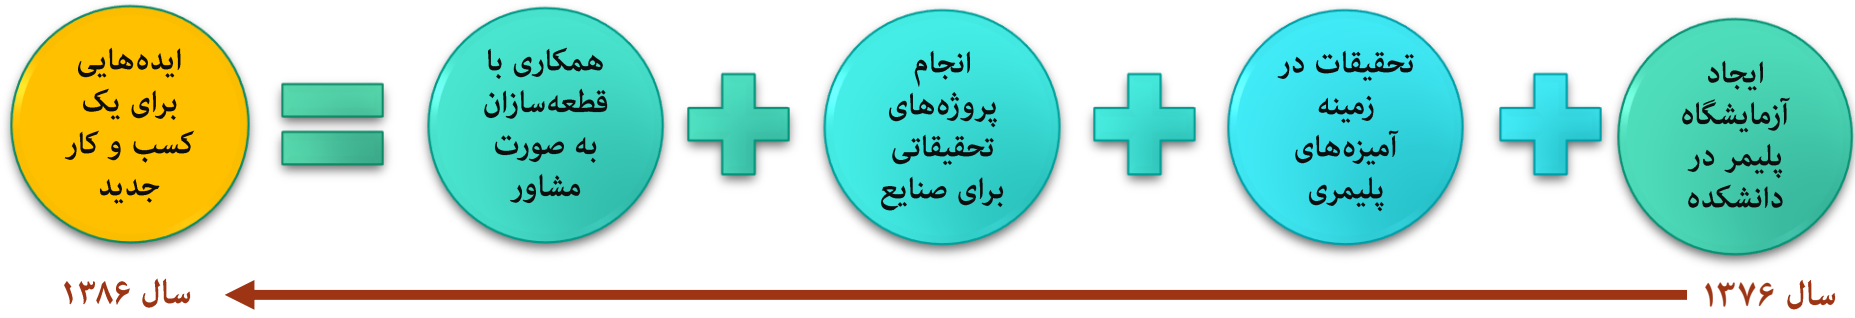 ایجاد
آزمایشگاه
پلیمر در
دانشکده
+
تحقیقات در
زمینه
آمیزه‌های
پلیمری
+
انجام
پروژه‌های
تحقیقاتی
برای صنایع
+
همکاری با
قطعه‌سازان
به صورت
مشاور
=
ایده‌هایی
برای یک
کسب و کار
جدید
سال ۱۳۷۶
سال ۱۳۸۶